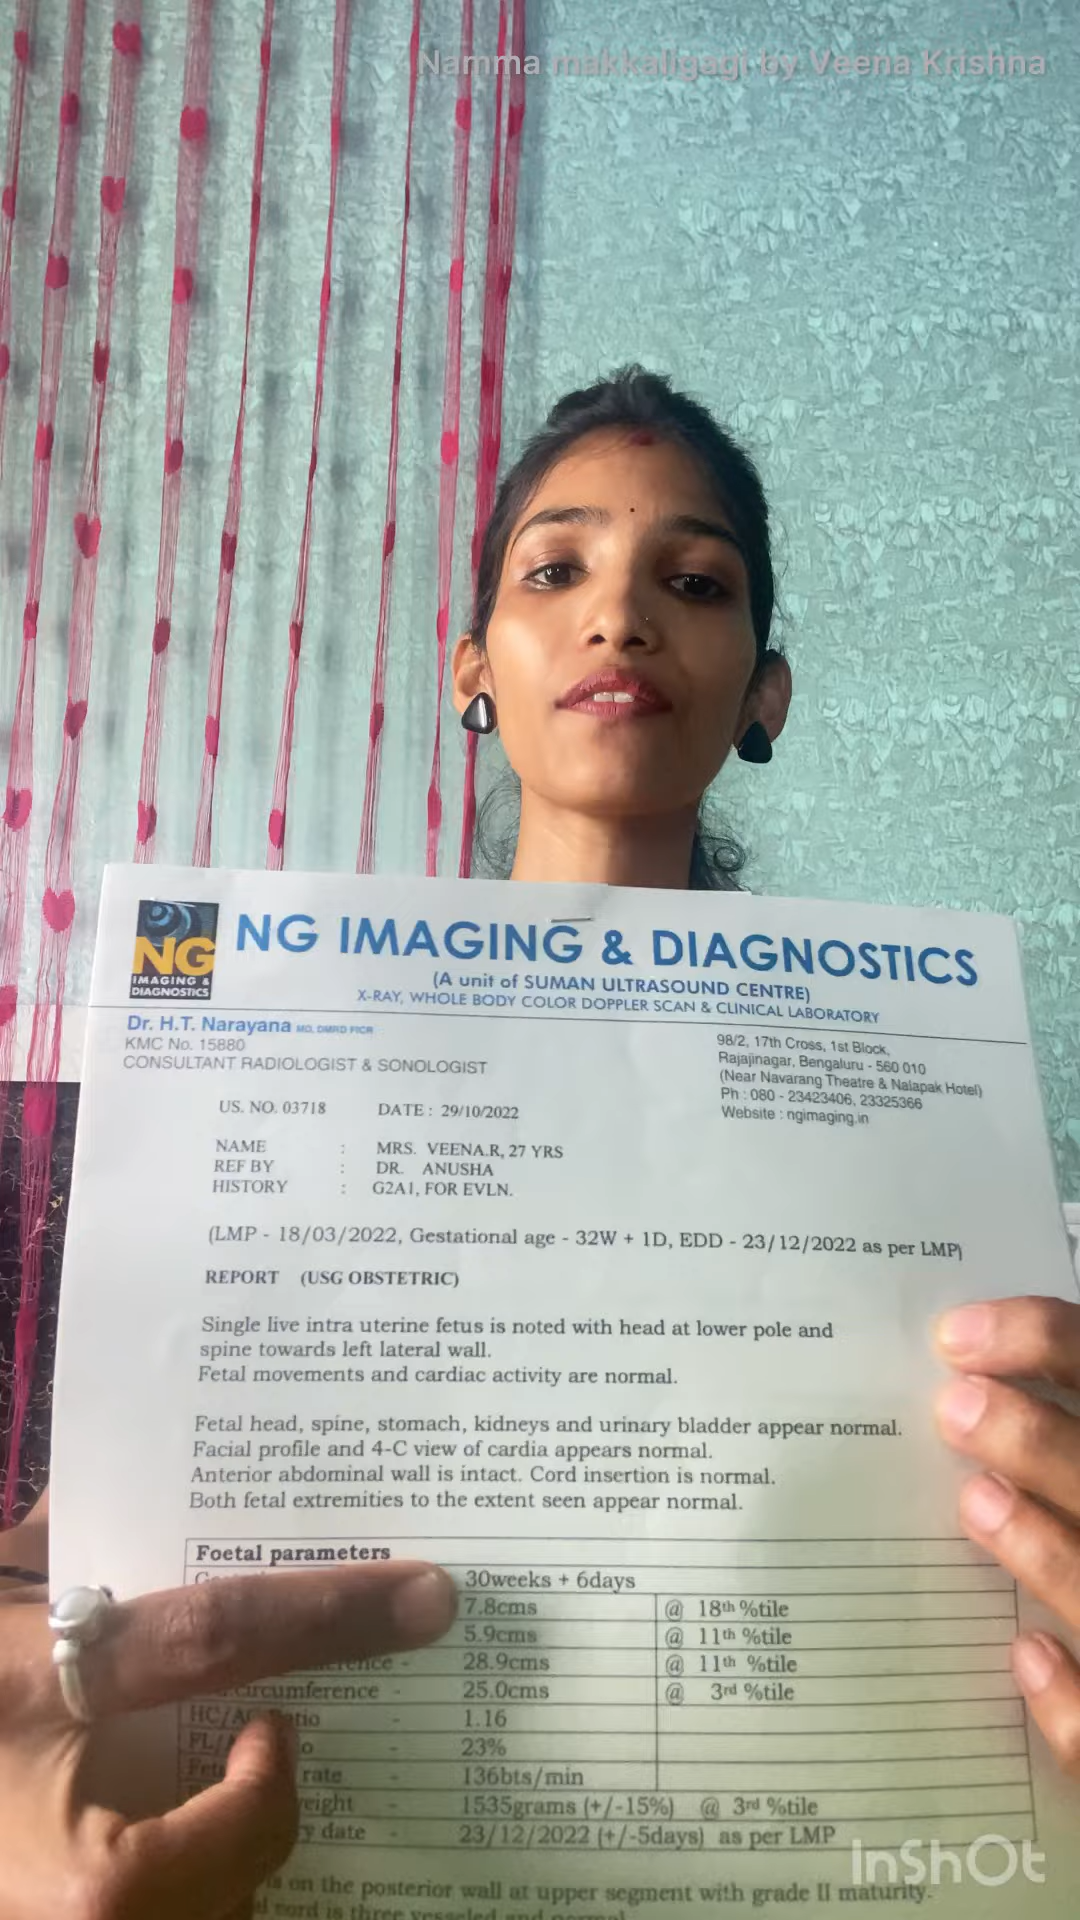 Namma makkaligagi by Veena Krishna
NG IMAGING & DIAGNOSTICS
NG
IMAGING &
DIAGNOSTICS
(A unit of SUMAN ULTRASOUND CENTRE)
X-RAY, WHOLE BODY COLOR DOPPLER SCAN & CLINICAL LABORATORY
Dr. H.T. Narayana MD, DMRD FICR
KMC No. 15880
CONSULTANT RADIOLOGIST & SONOLOGIST
98/2, 17th Cross, 1st Block,
Rajajinagar, Bengaluru - 560 010
(Near Navarang Theatre & Nalapak Hotel)
Ph : 080 - 23423406, 23325366
Website : ngimaging.in
US. NO. 03718 DATE : 29/10/2022
NAME : MRS. VEENA.R, 27 YRS
REF BY : DR. ANUSHA
HISTORY : G2A1, FOR EVLN.
(LMP - 18/03/2022, Gestational age - 32W + 1D, EDD - 23/12/2022 as per LMP)
REPORT (USG OBSTETRIC)
Single live intra uterine fetus is noted with head at lower pole and
spine towards left lateral wall.
Fetal movements and cardiac activity are normal.
Fetal head, spine, stomach, kidneys and urinary bladder appear normal.
Facial profile and 4-C view of cardia appears normal.
Anterior abdominal wall is intact. Cord insertion is normal.
Both fetal extremities to the extent seen appear normal.
Foetal parameters
30weeks + 6days
7.8cms @ 18th %tile
5.9cms @ 11th %tile
28.9cms @ 11th %tile
circumference - 25.0cms @ 3rd %tile
HC/AC - 1.16
23%
rate - 136bts/min
1535grams (+/-15%) @ 3rd %tile
date - 23/12/2022 (+/-5days) as per LMP
on the posterior wall at upper segment with grade II maturity.
cord is three vesseled and normal
InShOt